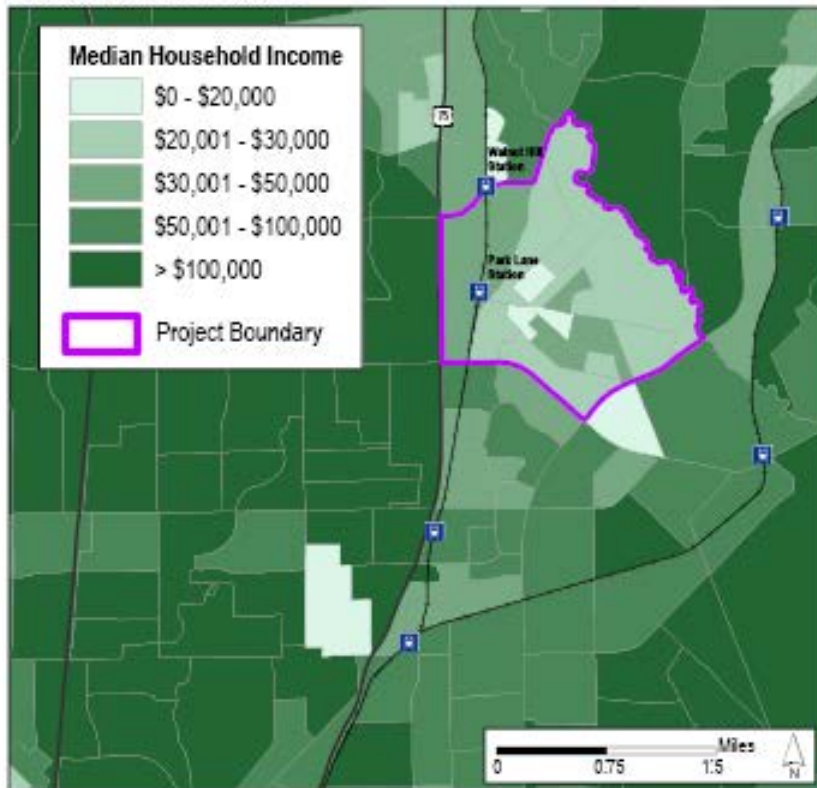 Median Household Income
$0 - $20,000
$20,001 - $30,000
$30,001 - $50,000
$50,001 - $100,000
> $100,000
Project Boundary
75
Walnut Hill
Station
Park Lane
Station
Miles
0 0.75 1.5
N